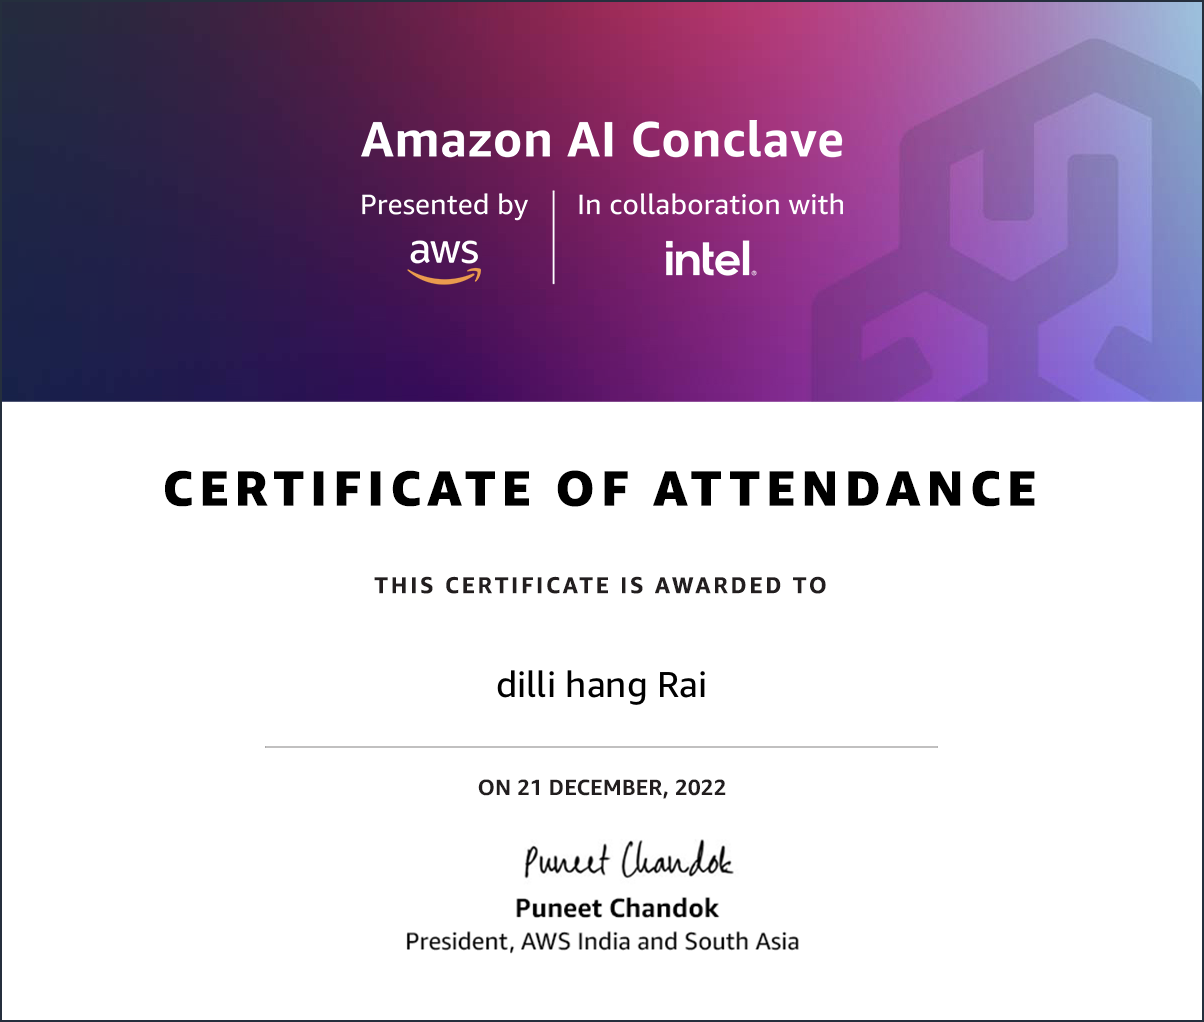 Amazon AI Conclave
Presented by
aws
In collaboration with
intel.
CERTIFICATE OF ATTENDANCE
THIS CERTIFICATE IS AWARDED TO
dilli hang Rai
ON 21 DECEMBER, 2022
Puneet Chandok
Puneet Chandok
President, AWS India and South Asia